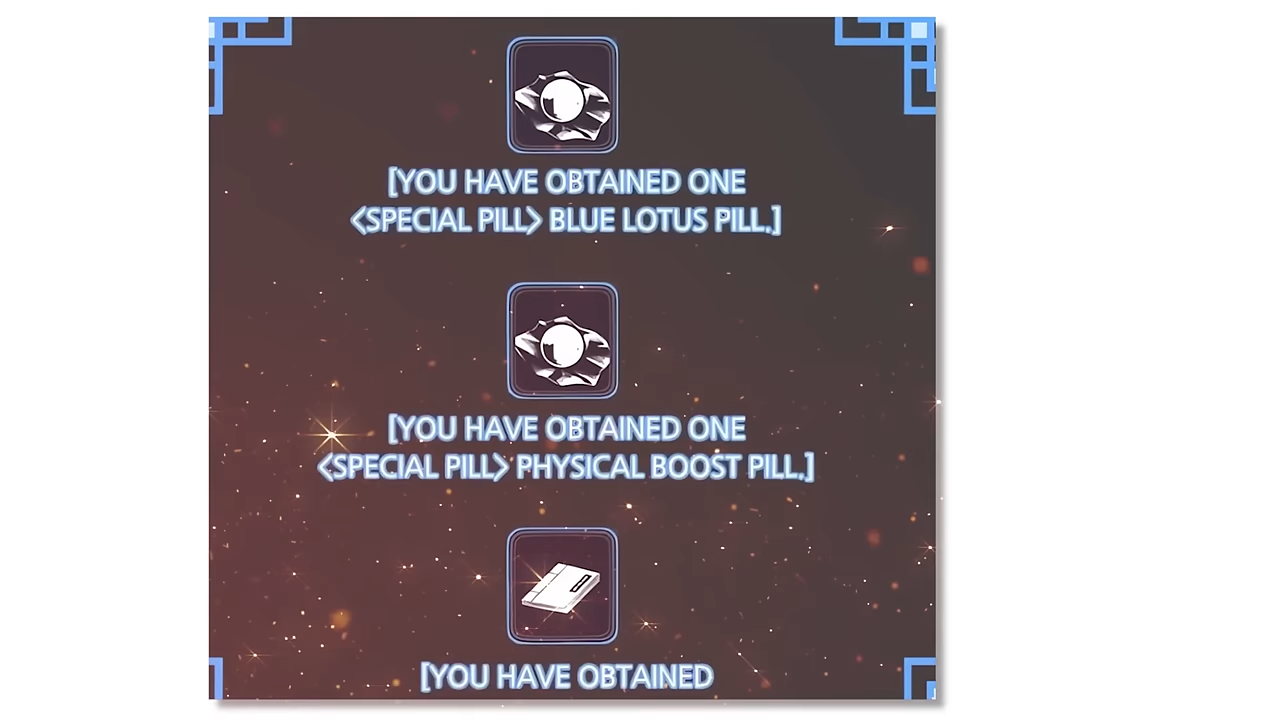 [YOU HAVE OBTAINED ONE
<SPECIAL PILL> BLUE LOTUS PILL.]
[YOU HAVE OBTAINED ONE
<SPECIAL PILL> PHYSICAL BOOST PILL.]
[YOU HAVE OBTAINED